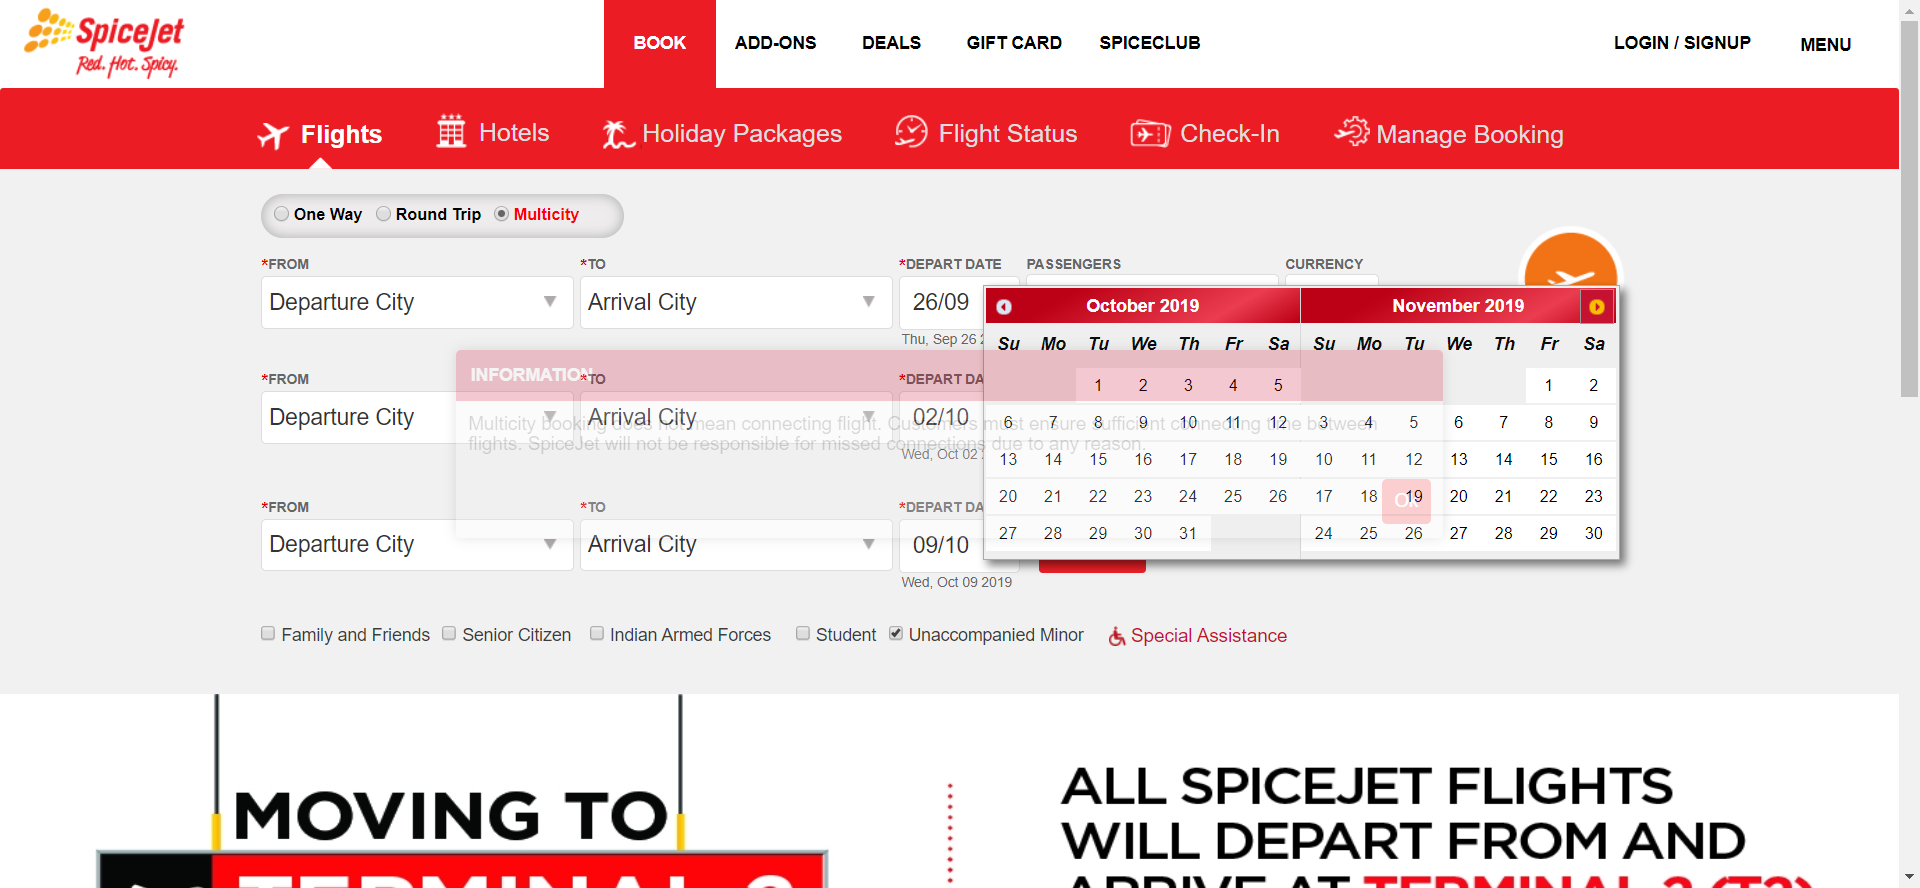 SpiceJet
Red. Hot. Spicy.
BOOK ADD-ONS DEALS GIFT CARD SPICECLUB LOGIN / SIGNUP MENU
Flights Hotels Holiday Packages Flight Status Check-In Manage Booking
One Way Round Trip Multicity
*FROM *TO *DEPART DATE PASSENGERS CURRENCY
Departure City Arrival City 26/09
Thu, Sep 26
October 2019 November 2019
Su Mo Tu We Th Fr Sa Su Mo Tu We Th Fr Sa
1 2 3 4 5 1 2
6 7 8 9 10 11 12 3 4 5 6 7 8 9
13 14 15 16 17 18 19 10 11 12 13 14 15 16
20 21 22 23 24 25 26 17 18 19 20 21 22 23
27 28 29 30 31 24 25 26 27 28 29 30
INFORMATION
Multicity booking does not mean connecting flight. Customers must ensure sufficient connecting time between
flights. SpiceJet will not be responsible for missed connections due to any reason.
Ok
*FROM *TO *DEPART DA
Departure City Arrival City 02/10
Wed, Oct 02
*FROM *TO *DEPART DA
Departure City Arrival City 09/10
Wed, Oct 09 2019
Family and Friends Senior Citizen Indian Armed Forces Student Unaccompanied Minor Special Assistance
MOVING TO
ALL SPICEJET FLIGHTS
WILL DEPART FROM AND
ARRIVE AT TERMINAL 2 (T2)